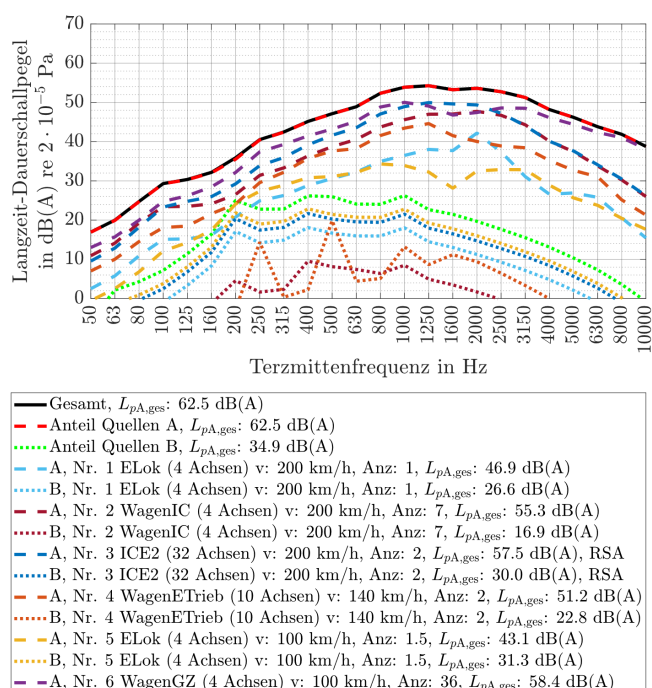 70
60
50
40
30
20
10
0
Langzeit-Dauerschallpegel
in dB(A) re 2 · 10⁻⁵ Pa
50 63 80 100 125 160 200 250 315 400 500 630 800 1000 1250 1600 2000 2500 3150 4000 5000 6300 8000 10000
Terzmittenfrequenz in Hz
Gesamt, L_pA,ges: 62.5 dB(A)
Anteil Quellen A, L_pA,ges: 62.5 dB(A)
Anteil Quellen B, L_pA,ges: 34.9 dB(A)
A, Nr. 1 ELok (4 Achsen) v: 200 km/h, Anz: 1, L_pA,ges: 46.9 dB(A)
B, Nr. 1 ELok (4 Achsen) v: 200 km/h, Anz: 1, L_pA,ges: 26.6 dB(A)
A, Nr. 2 WagenIC (4 Achsen) v: 200 km/h, Anz: 7, L_pA,ges: 55.3 dB(A)
B, Nr. 2 WagenIC (4 Achsen) v: 200 km/h, Anz: 7, L_pA,ges: 16.9 dB(A)
A, Nr. 3 ICE2 (32 Achsen) v: 200 km/h, Anz: 2, L_pA,ges: 57.5 dB(A), RSA
B, Nr. 3 ICE2 (32 Achsen) v: 200 km/h, Anz: 2, L_pA,ges: 30.0 dB(A), RSA
A, Nr. 4 WagenETrieb (10 Achsen) v: 140 km/h, Anz: 2, L_pA,ges: 51.2 dB(A)
B, Nr. 4 WagenETrieb (10 Achsen) v: 140 km/h, Anz: 2, L_pA,ges: 22.8 dB(A)
A, Nr. 5 ELok (4 Achsen) v: 100 km/h, Anz: 1.5, L_pA,ges: 43.1 dB(A)
B, Nr. 5 ELok (4 Achsen) v: 100 km/h, Anz: 1.5, L_pA,ges: 31.3 dB(A)
A, Nr. 6 WagenGZ (4 Achsen) v: 100 km/h, Anz: 36, L_pA,ges: 58.4 dB(A)